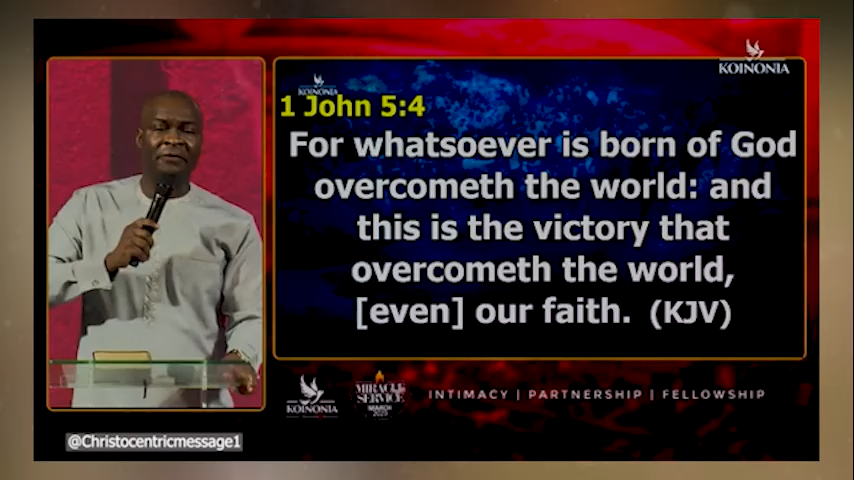 KOINONIA
KOINONIA
1 John 5:4
For whatsoever is born of God
overcometh the world: and
this is the victory that
overcometh the world,
[even] our faith. (KJV)
KOINONIA
MIRACLE
SERVICE
MARCH
INTIMACY | PARTNERSHIP | FELLOWSHIP
@Christocentricmessage1